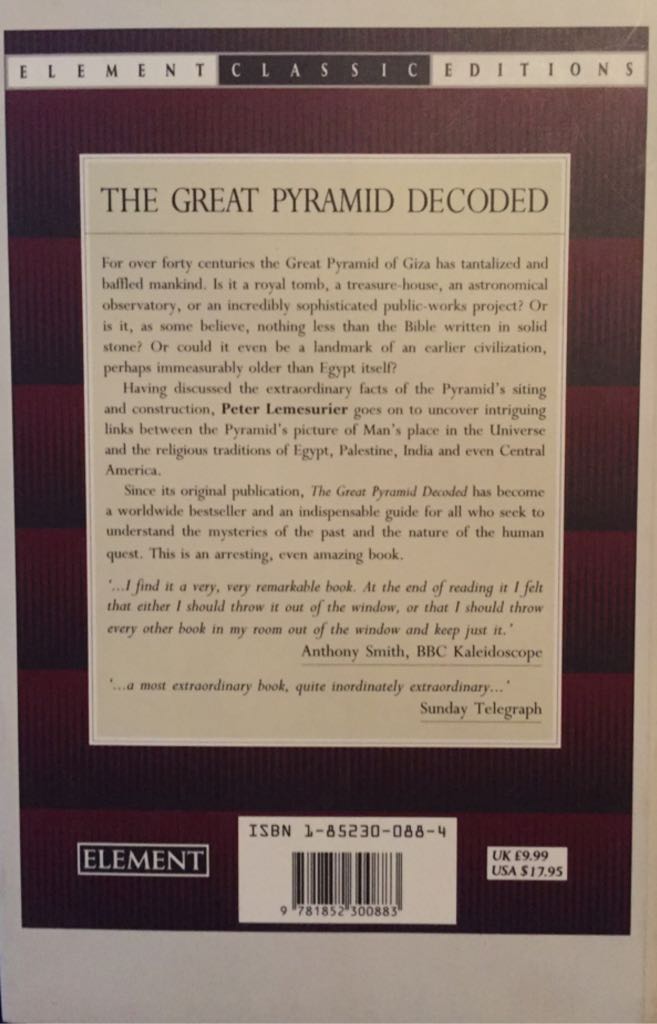 ELEMENT CLASSIC EDITIONS
THE GREAT PYRAMID DECODED
For over forty centuries the Great Pyramid of Giza has tantalized and
baffled mankind. Is it a royal tomb, a treasure-house, an astronomical
observatory, or an incredibly sophisticated public-works project? Or
is it, as some believe, nothing less than the Bible written in solid
stone? Or could it even be a landmark of an earlier civilization,
perhaps immeasurably older than Egypt itself?
Having discussed the extraordinary facts of the Pyramid's siting
and construction, Peter Lemesurier goes on to uncover intriguing
links between the Pyramid's picture of Man's place in the Universe
and the religious traditions of Egypt, Palestine, India and even Central
America.
Since its original publication, The Great Pyramid Decoded has become
a worldwide bestseller and an indispensable guide for all who seek to
understand the mysteries of the past and the nature of the human
quest. This is an arresting, even amazing book.
'...I find it a very, very remarkable book. At the end of reading it I felt
that either I should throw it out of the window, or that I should throw
every other book in my room out of the window and keep just it.'
Anthony Smith, BBC Kaleidoscope
'...a most extraordinary book, quite inordinately extraordinary...'
Sunday Telegraph
ISBN 1-85230-088-4
ELEMENT
UK £9.99
USA $17.95
9 781852 300883